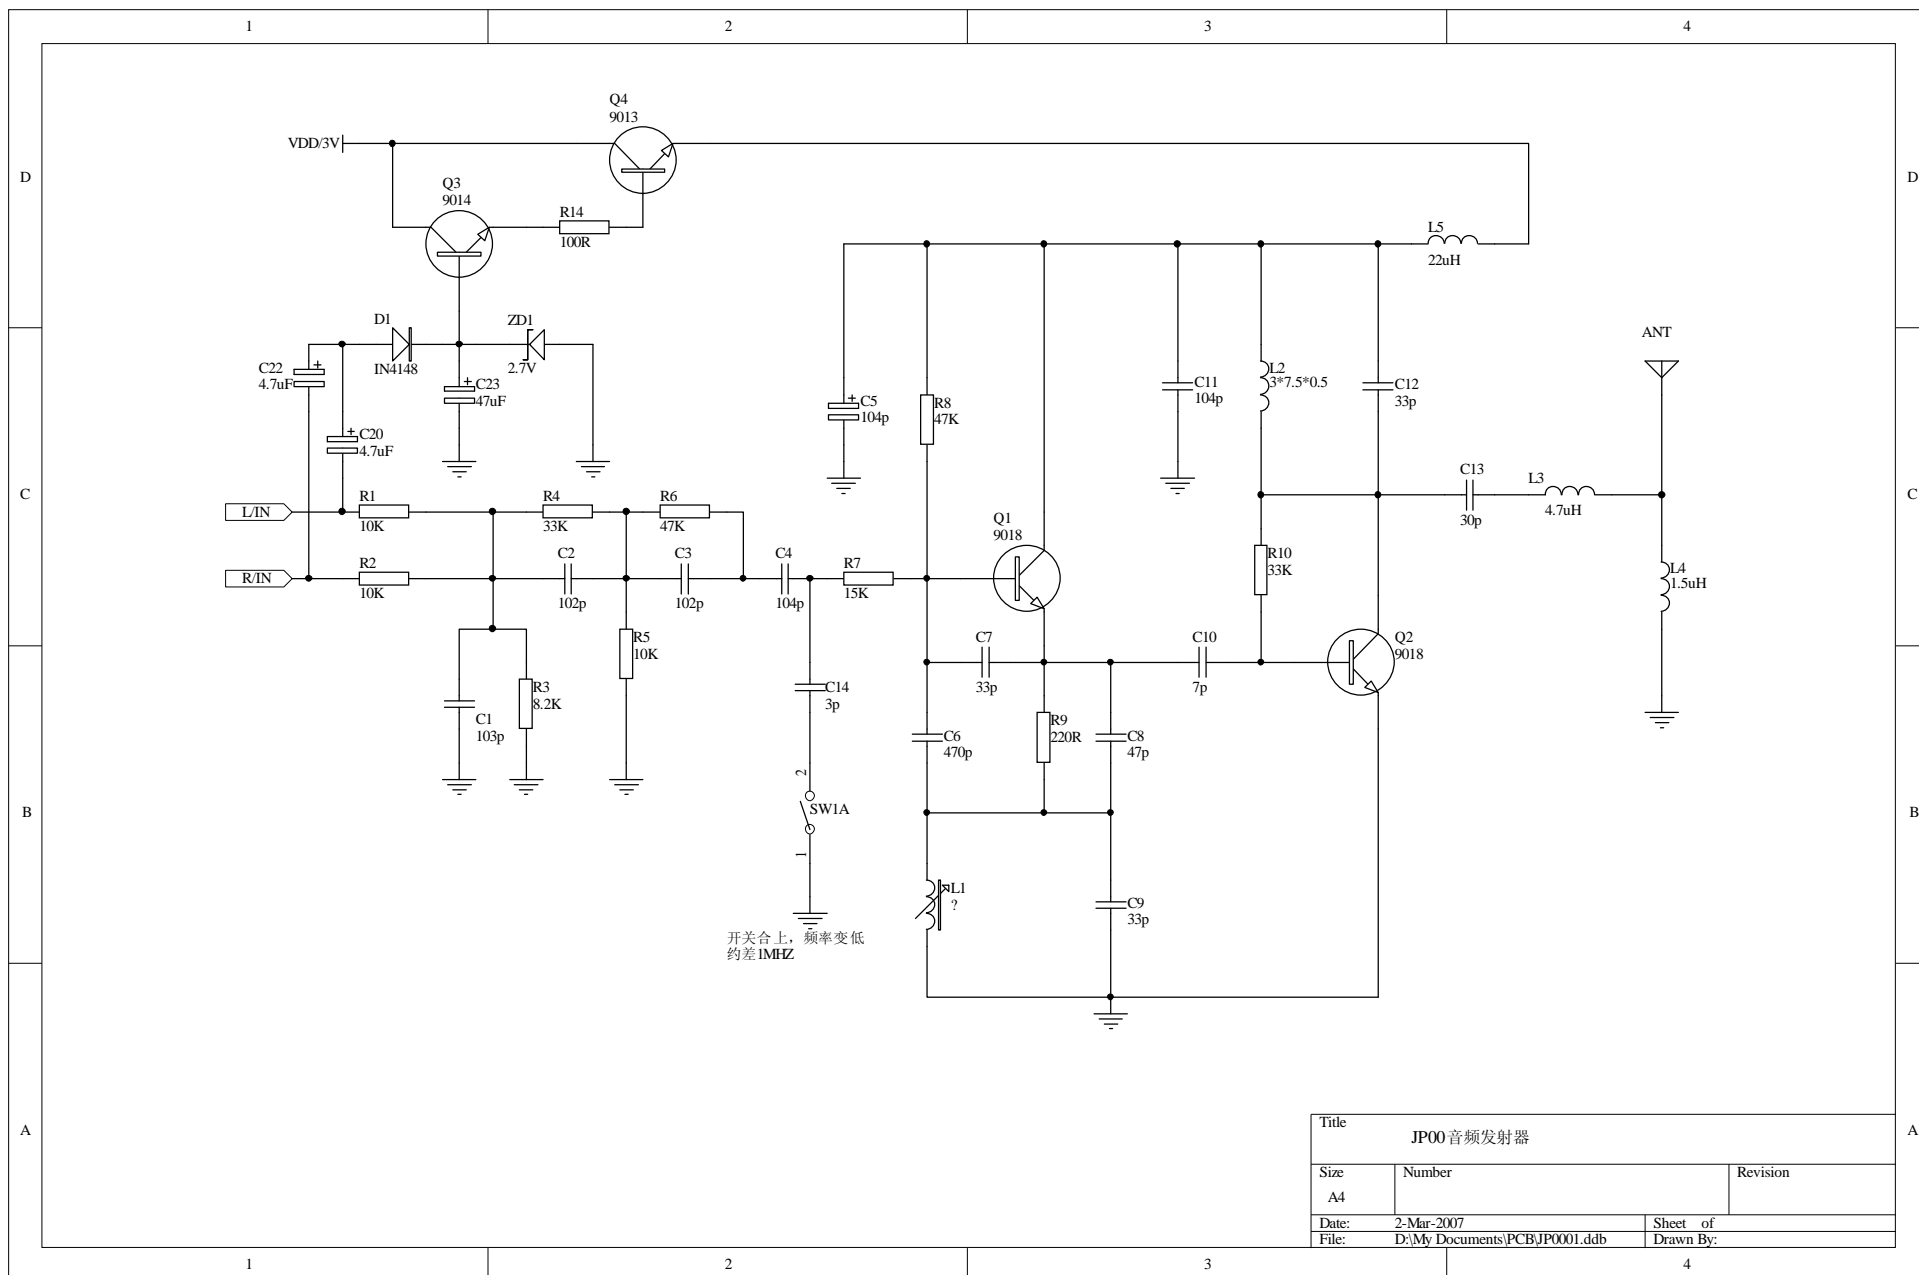 1 2 3 4
Q4
9013
VDD/3V
D D
Q3
9014
R14
100R
L5
22uH
D1
IN4148
ZD1
2.7V
ANT
C22
4.7uF
C23
47uF
L2
3*7.5*0.5
C11
104p
C12
33p
C5
104p
R8
47K
C20
4.7uF
C C
C13
30p
L3
4.7uH
L/IN
R1
10K
R4
33K
R6
47K
Q1
9018
R/IN
R2
10K
C2
102p
C3
102p
C4
104p
R7
15K
R10
33K
L4
1.5uH
R5
10K
C7
33p
C10
7p
Q2
9018
R3
8.2K
C1
103p
C14
3p
C6
470p
R9
220R
C8
47p
2
SW1A
1
B B
L1
?
C9
33p
开关合上，频率变低
约差1MHZ
A A
Title
JP00音频发射器
Size Number Revision
A4
Date: 2-Mar-2007 Sheet of
File: D:\My Documents\PCB\JP0001.ddb Drawn By:
1 2 3 4